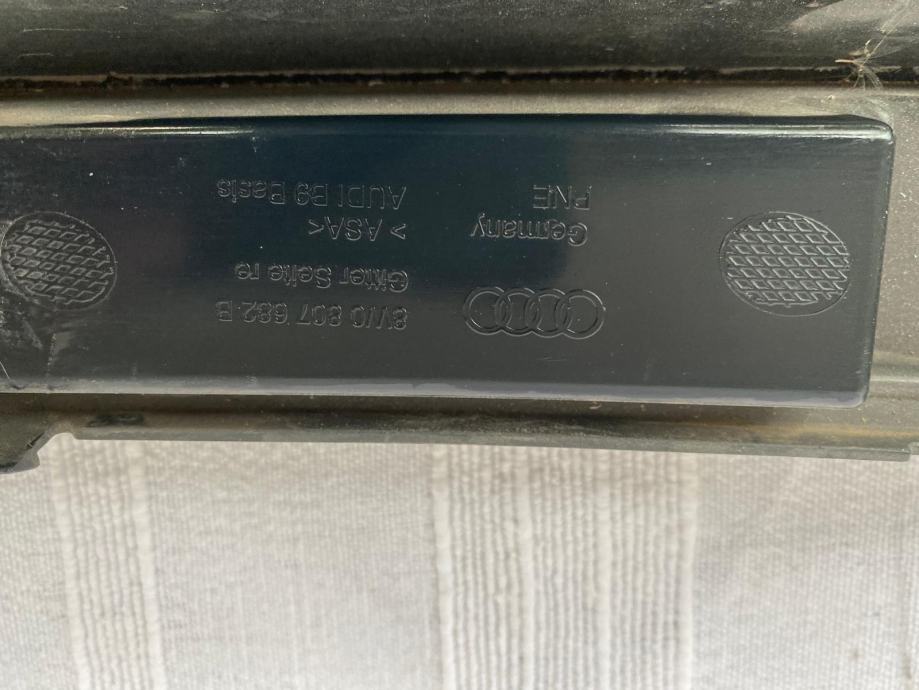 8W0 807 682 B
Gitter Seite re
> ASA<
AUDI B9 Basis
Germany
PNE